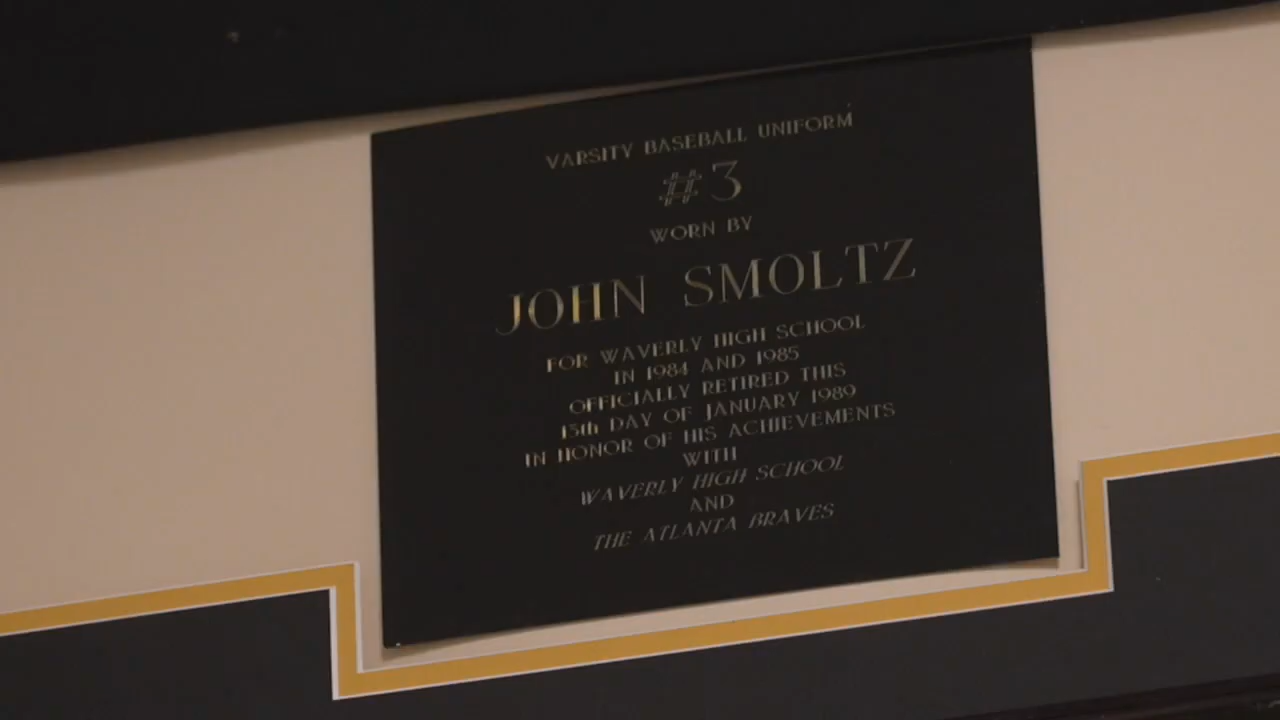 VARSITY BASEBALL UNIFORM
#3
WORN BY
JOHN SMOLTZ
FOR WAVERLY HIGH SCHOOL
IN 1984 AND 1985
OFFICIALLY RETIRED THIS
13th DAY OF JANUARY 1989
IN HONOR OF HIS ACHIEVEMENTS
WITH
WAVERLY HIGH SCHOOL
AND
THE ATLANTA BRAVES